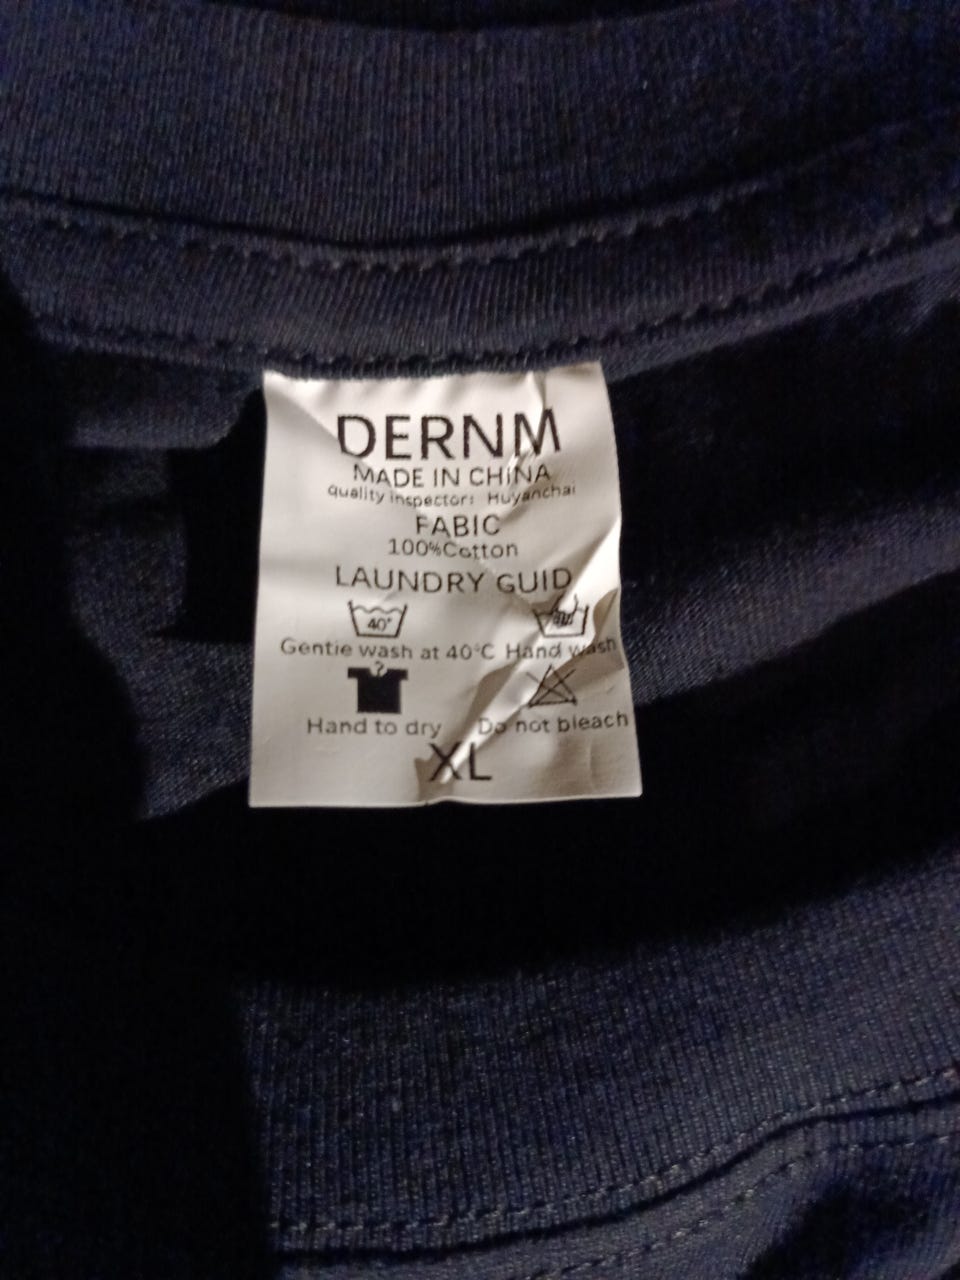 DERNM
MADE IN CHINA
quality inspector: Huyanchai
FABIC
100%Cotton
LAUNDRY GUID
40°
Gentie wash at 40°C Hand wash
Hand to dry Do not bleach
XL